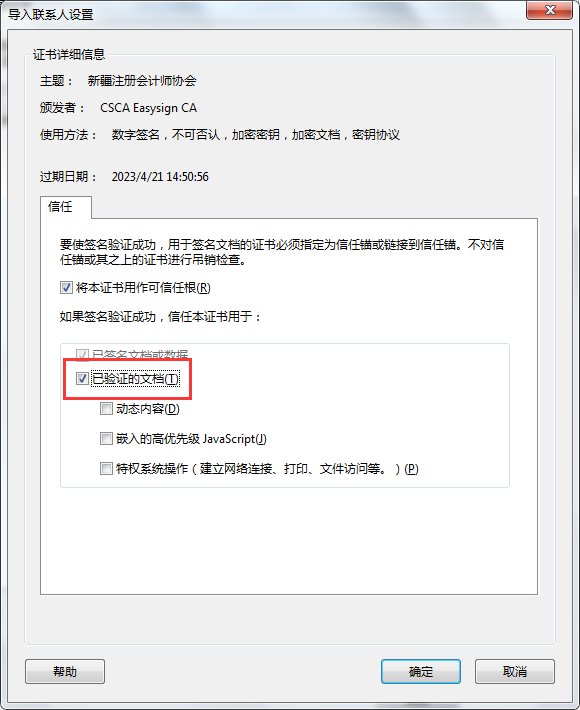 导入联系人设置
证书详细信息
主题： 新疆注册会计师协会
颁发者： CSCA Easysign CA
使用方法： 数字签名，不可否认，加密密钥，加密文档，密钥协议
过期日期： 2023/4/21 14:50:56
信任
要使签名验证成功，用于签名文档的证书必须指定为信任锚或链接到信任锚。不对信
任锚或其之上的证书进行吊销检查。
将本证书用作可信任根(R)
如果签名验证成功，信任本证书用于：
已签名文档或数据
已验证的文档(T)
动态内容(D)
嵌入的高优先级 JavaScript(J)
特权系统操作（建立网络连接、打印、文件访问等。）(P)
帮助
确定
取消